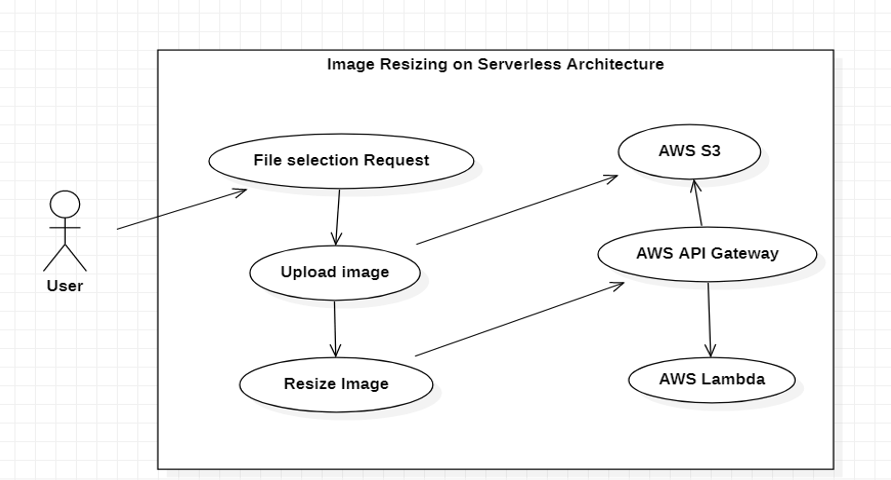 Image Resizing on Serverless Architecture
File selection Request
AWS S3
Upload image
AWS API Gateway
User
Resize Image
AWS Lambda